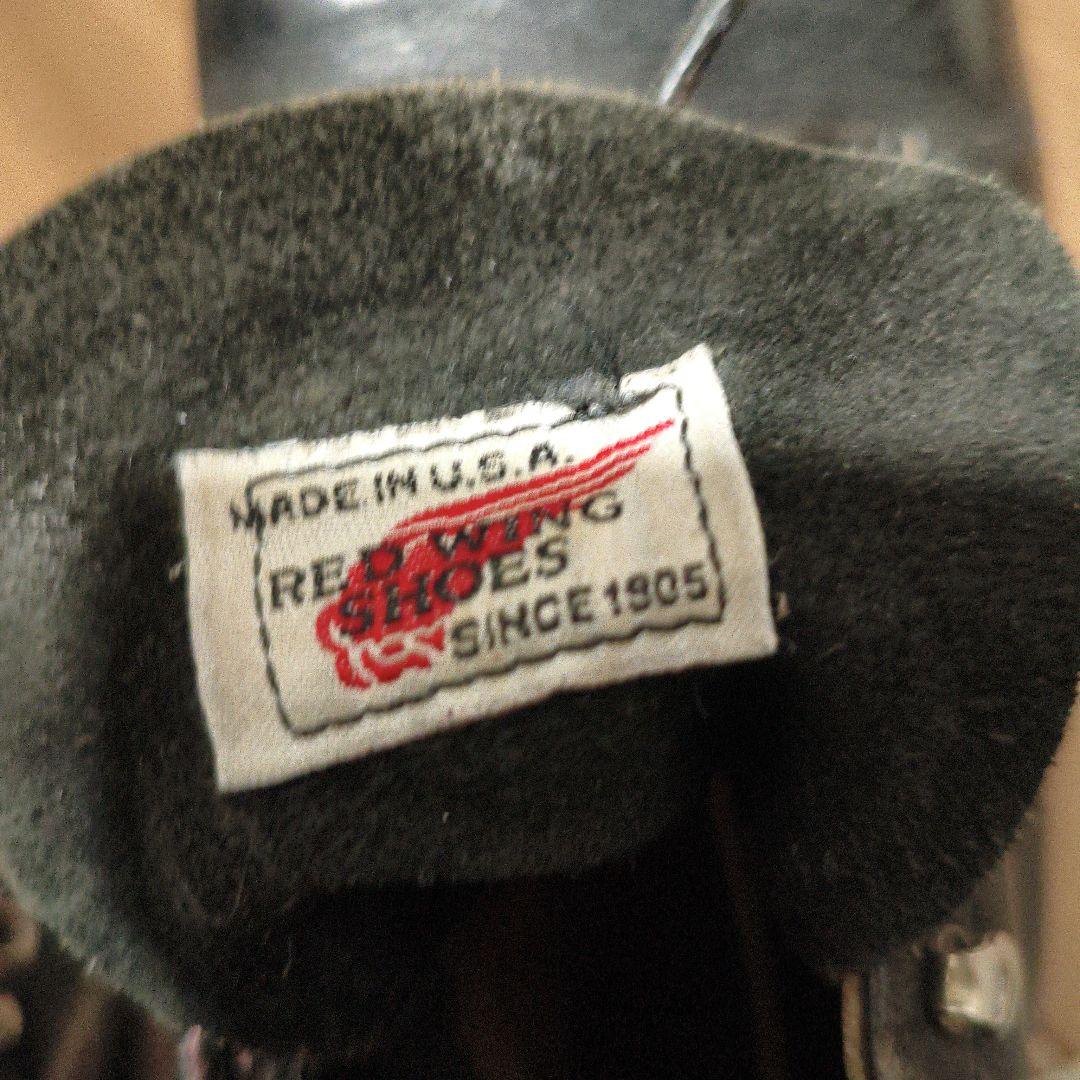 MADE IN U.S.A.
RED WING
SHOES
SINCE 1905